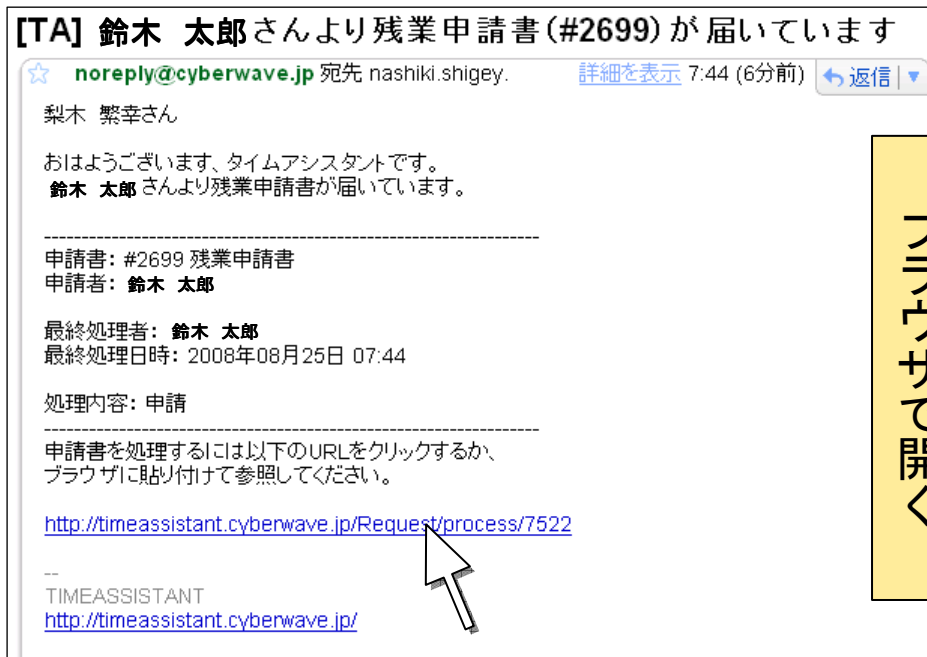 [TA] 鈴木 太郎さんより残業申請書(#2699)が届いています
noreply@cyberwave.jp 宛先 nashiki.shigey. 詳細を表示 7:44 (6分前) 返信
梨木 繁幸さん
おはようございます、タイムアシスタントです。
鈴木 太郎さんより残業申請書が届いています。
------------------------------------------------------------------
申請書: #2699 残業申請書
申請者: 鈴木 太郎
最終処理者: 鈴木 太郎
最終処理日時: 2008年08月25日 07:44
処理内容: 申請
------------------------------------------------------------------
申請書を処理するには以下のURLをクリックするか、
ブラウザに貼り付けて参照してください。
http://timeassistant.cyberwave.jp/Request/process/7522
--
TIMEASSISTANT
http://timeassistant.cyberwave.jp/
ブラウザで開く